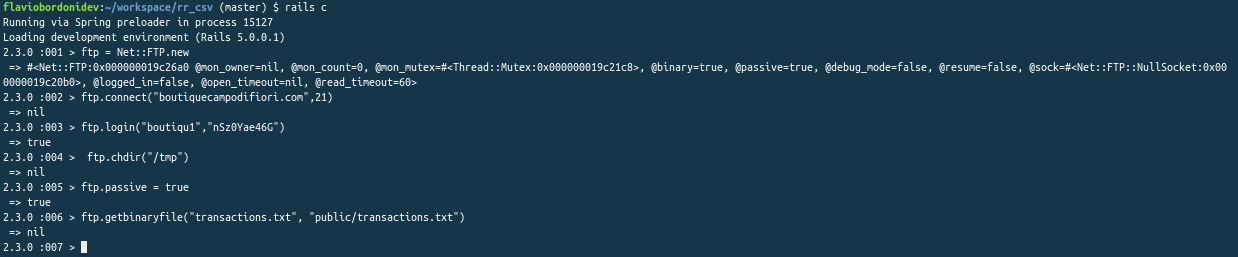 flaviobordonidev:~/workspace/rr_csv (master) $ rails c
Running via Spring preloader in process 15127
Loading development environment (Rails 5.0.0.1)
2.3.0 :001 > ftp = Net::FTP.new
 => #<Net::FTP:0x000000019c26a0 @mon_owner=nil, @mon_count=0, @mon_mutex=#<Thread::Mutex:0x000000019c21c8>, @binary=true, @passive=true, @debug_mode=false, @resume=false, @sock=#<Net::FTP::NullSocket:0x00
0000019c20b0>, @logged_in=false, @open_timeout=nil, @read_timeout=60>
2.3.0 :002 > ftp.connect("boutiquecampodifiori.com",21)
 => nil
2.3.0 :003 > ftp.login("boutiqu1","nSz0Yae46G")
 => true
2.3.0 :004 >  ftp.chdir("/tmp")
 => nil
2.3.0 :005 > ftp.passive = true
 => true
2.3.0 :006 > ftp.getbinaryfile("transactions.txt", "public/transactions.txt")
 => nil
2.3.0 :007 >